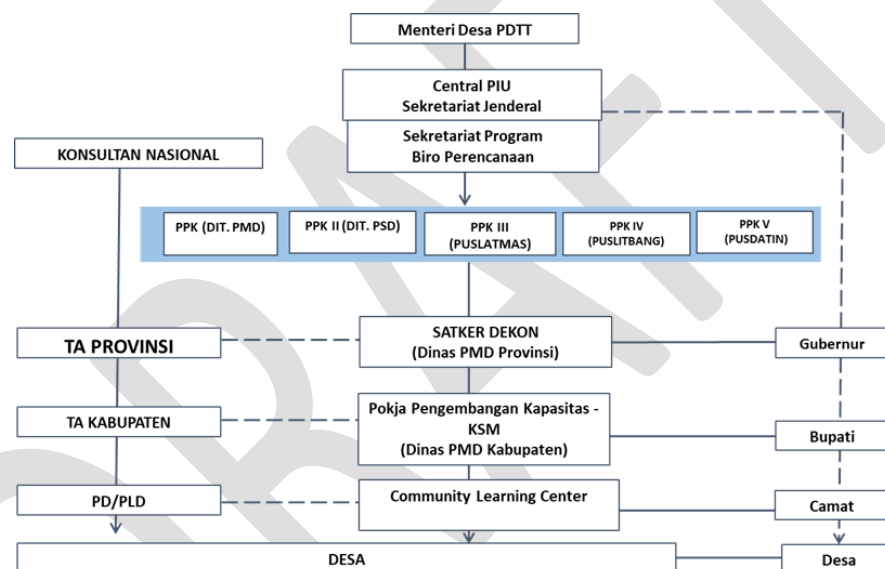 Menteri Desa PDTT
Central PIU
Sekretariat Jenderal
Sekretariat Program
Biro Perencanaan
KONSULTAN NASIONAL
PPK (DIT. PMD)
PPK II (DIT. PSD)
PPK III
(PUSLATMAS)
PPK IV
(PUSLITBANG)
PPK V
(PUSDATIN)
TA PROVINSI
SATKER DEKON
(Dinas PMD Provinsi)
Gubernur
TA KABUPATEN
Pokja Pengembangan Kapasitas -
KSM
(Dinas PMD Kabupaten)
Bupati
PD/PLD
Community Learning Center
Camat
DESA
Desa
DRAFT